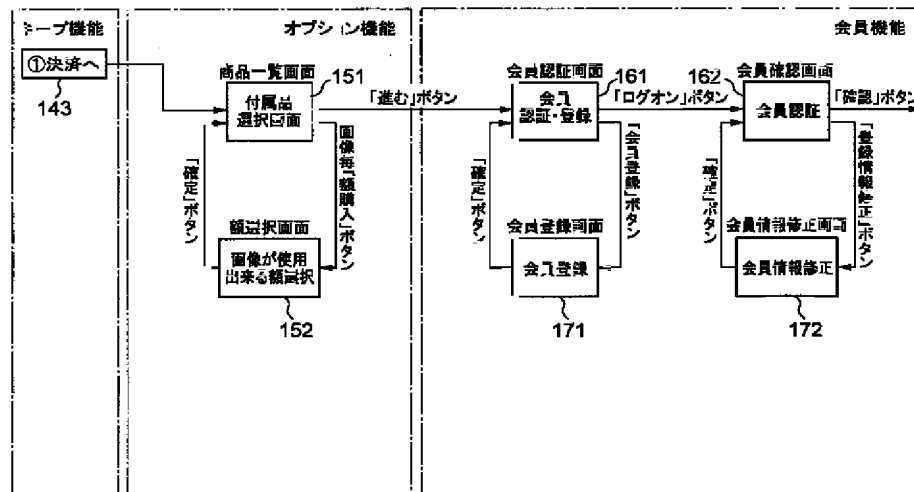 キープ機能
オプション機能
会員機能
①決済へ
143
商品一覧画面
151
付属品
選択画面
「進む」ボタン
「確定」ボタン
画像毎「額購入」ボタン
額選択画面
画像が使用
出来る額選択
152
会員認証画面
161
会員
認証・登録
「ログオン」ボタン
「確定」ボタン
「会員登録」ボタン
会員登録画面
会員登録
171
162
会員確認画面
会員認証
「確認」ボタン
「確定」ボタン
「登録情報修正」ボタン
会員情報修正画面
会員情報修正
172